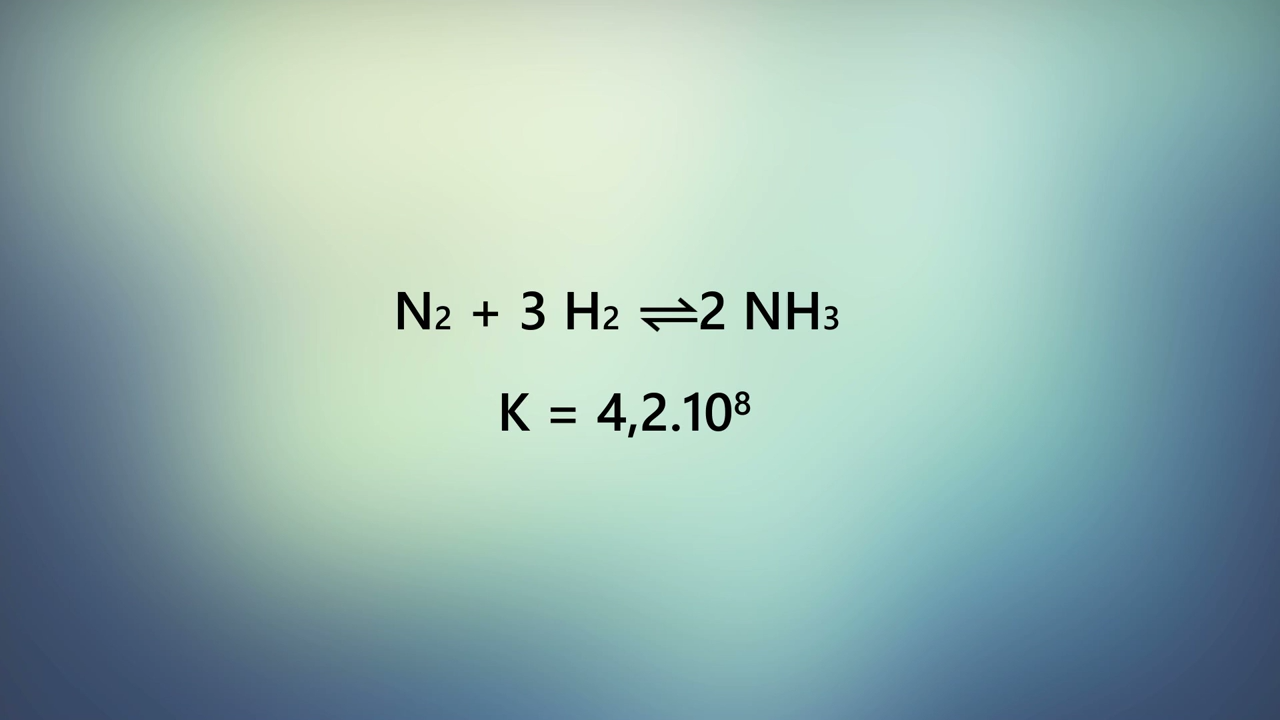 N₂ + 3 H₂ ⇌2 NH₃
K = 4,2.10⁸